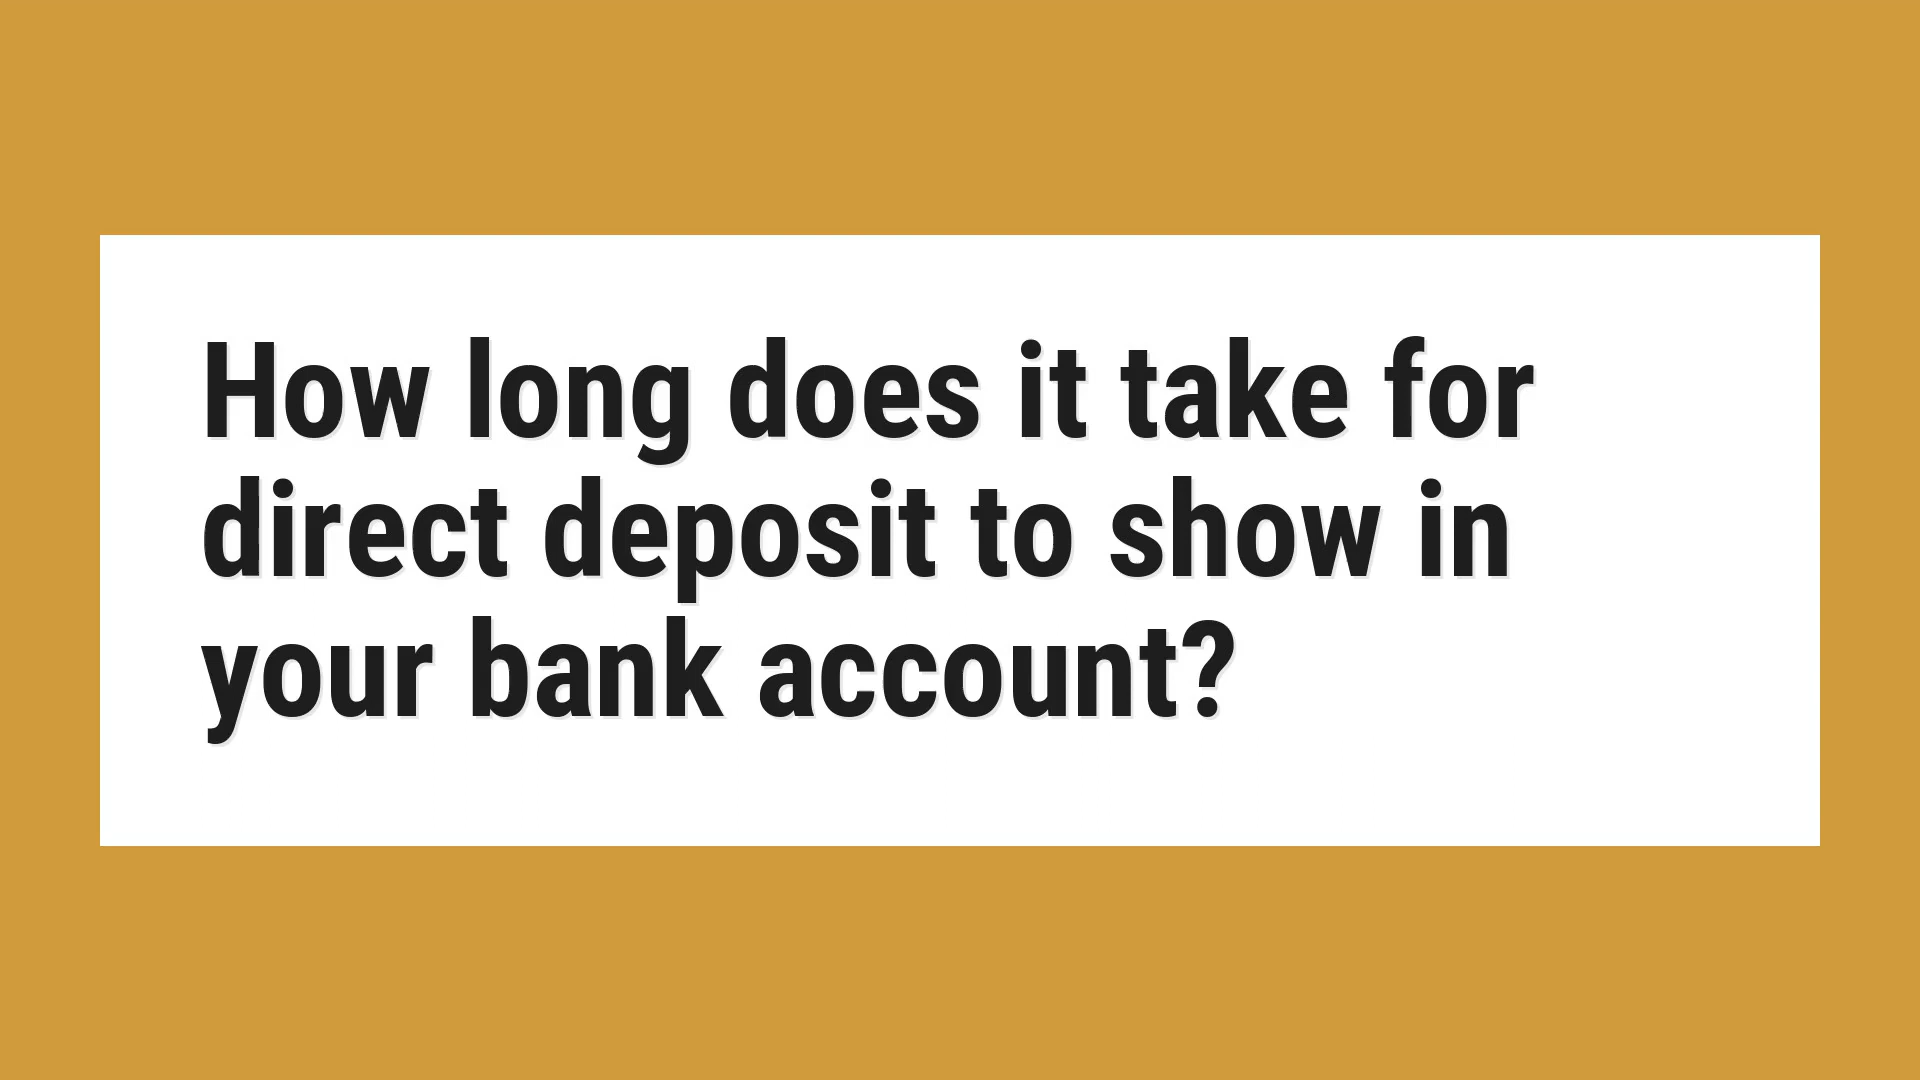 How long does it take for
direct deposit to show in
your bank account?